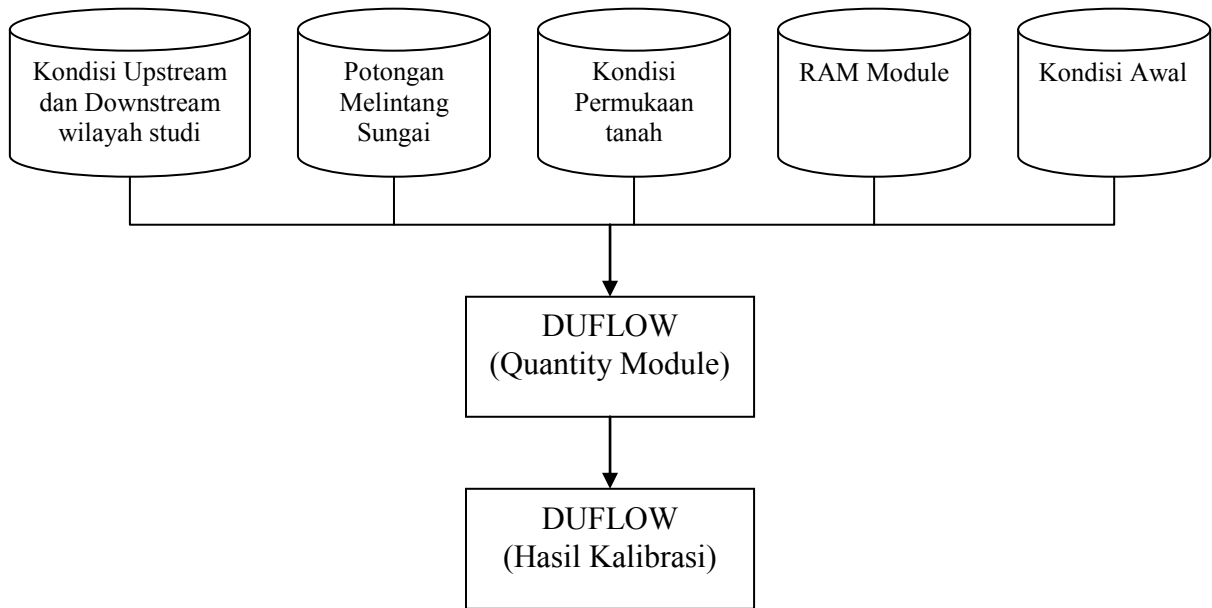 Kondisi Upstream
dan Downstream
wilayah studi
Potongan
Melintang
Sungai
Kondisi
Permukaan
tanah
RAM Module
Kondisi Awal
DUFLOW
(Quantity Module)
DUFLOW
(Hasil Kalibrasi)